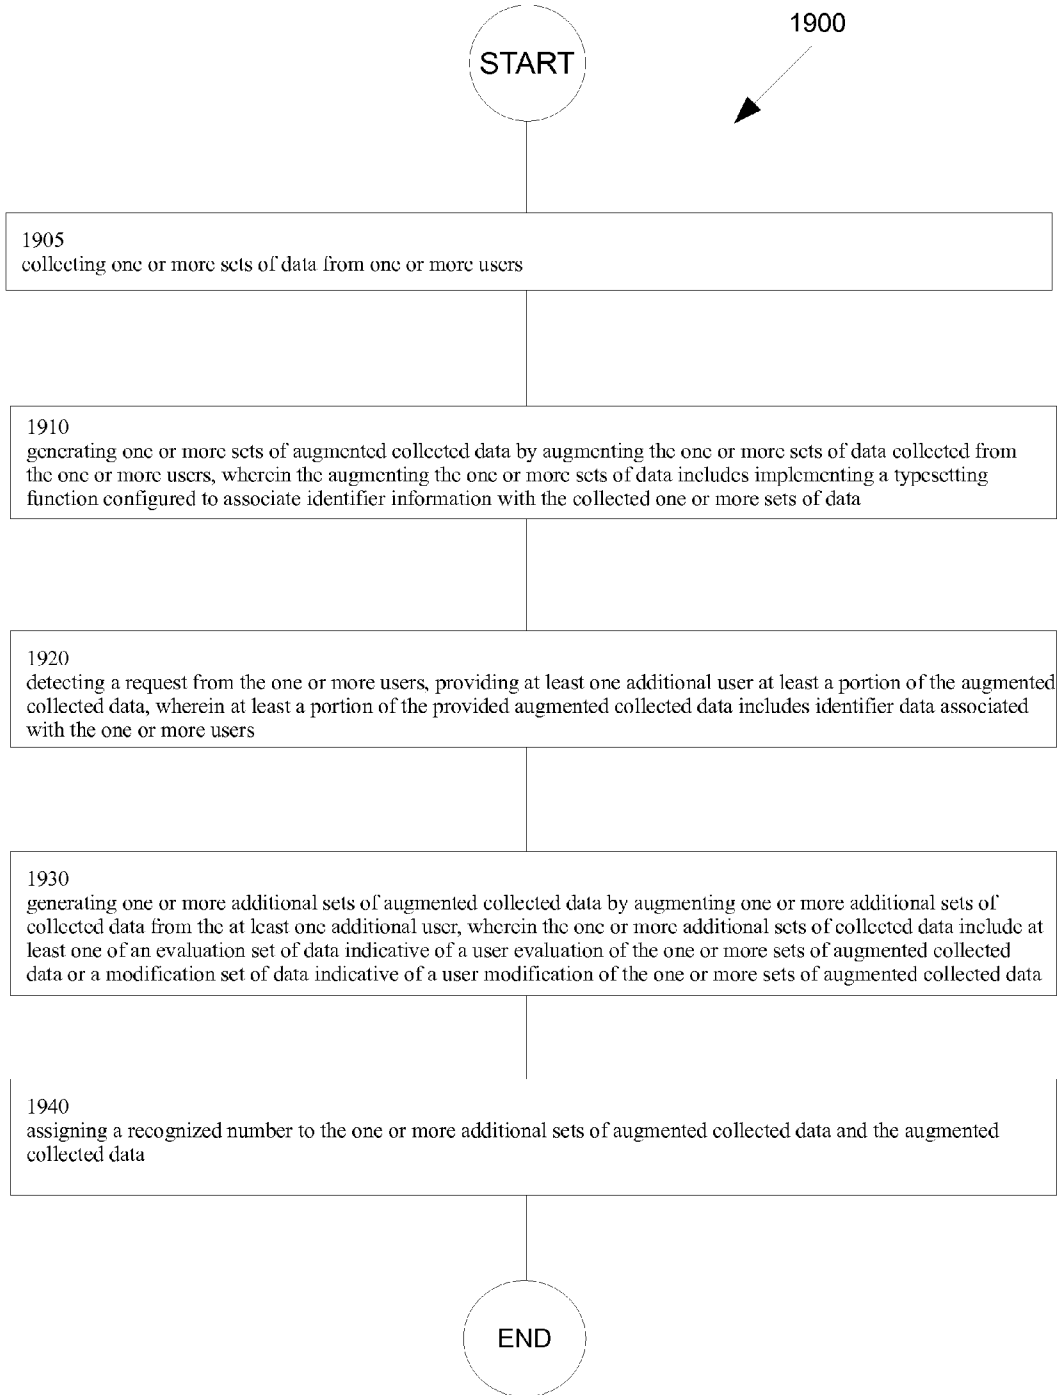 1900
START
1905
collecting one or more sets of data from one or more users
1910
generating one or more sets of augmented collected data by augmenting the one or more sets of data collected from
the one or more users, wherein the augmenting the one or more sets of data includes implementing a typesetting
function configured to associate identifier information with the collected one or more sets of data
1920
detecting a request from the one or more users, providing at least one additional user at least a portion of the augmented
collected data, wherein at least a portion of the provided augmented collected data includes identifier data associated
with the one or more users
1930
generating one or more additional sets of augmented collected data by augmenting one or more additional sets of
collected data from the at least one additional user, wherein the one or more additional sets of collected data include at
least one of an evaluation set of data indicative of a user evaluation of the one or more sets of augmented collected
data or a modification set of data indicative of a user modification of the one or more sets of augmented collected data
1940
assigning a recognized number to the one or more additional sets of augmented collected data and the augmented
collected data
END